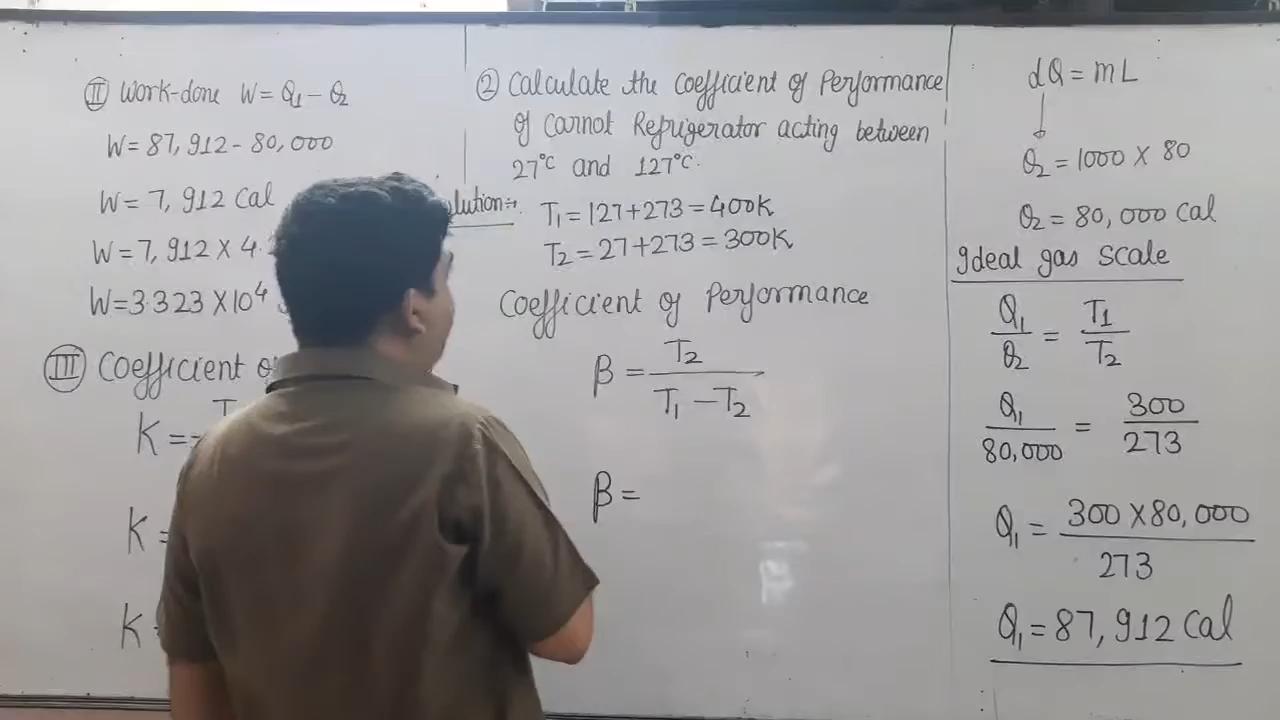 II Work-done W = Q1 - Q2
W = 87,912 - 80,000
W = 7,912 Cal
W = 7,912 X 4.
W = 3.323 X 10^4
III Coefficient
K =
K =
K
② Calculate the Coefficient of Performance
of Carnot Refrigerator acting between
27°C and 127°C.
T1 = 127+273 = 400K
T2 = 27+273 = 300K
Coefficient of Performance
β = T2 / T1 - T2
β =
dQ = mL
Q2 = 1000 X 80
Q2 = 80,000 Cal
Ideal gas Scale
Q1 / Q2 = T1 / T2
Q1 / 80,000 = 300 / 273
Q1 = 300 X 80,000 / 273
Q1 = 87,912 Cal